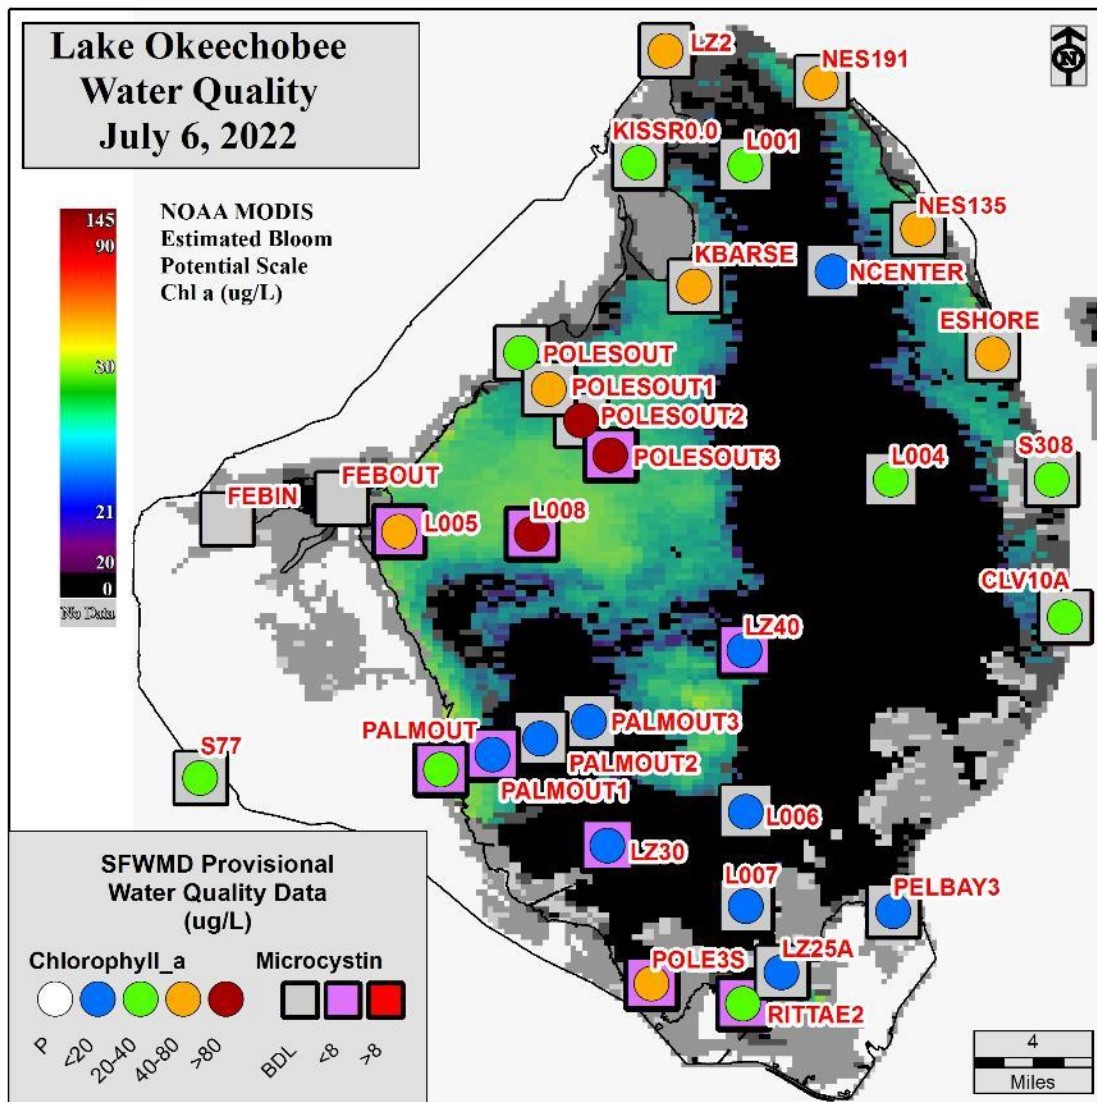 Lake Okeechobee
Water Quality
July 6, 2022
N
LZ2
NES191
KISSR0.0
L001
145
90
30
21
20
0
No Data
NOAA MODIS
Estimated Bloom
Potential Scale
Chl a (ug/L)
NES135
KBARSE
NCENTER
ESHORE
POLESOUT
POLESOUT1
POLESOUT2
POLESOUT3
L004
S308
FEBIN
FEBOUT
L005
L008
CLV10A
LZ40
PALMOUT
PALMOUT3
PALMOUT2
PALMOUT1
S77
L006
LZ30
L007
PELBAY3
LZ25A
POLE3S
RITTAE2
SFWMD Provisional
Water Quality Data
(ug/L)
Chlorophyll_a
P
<20
20-40
40-80
>80
Microcystin
BDL
<8
>8
4
Miles